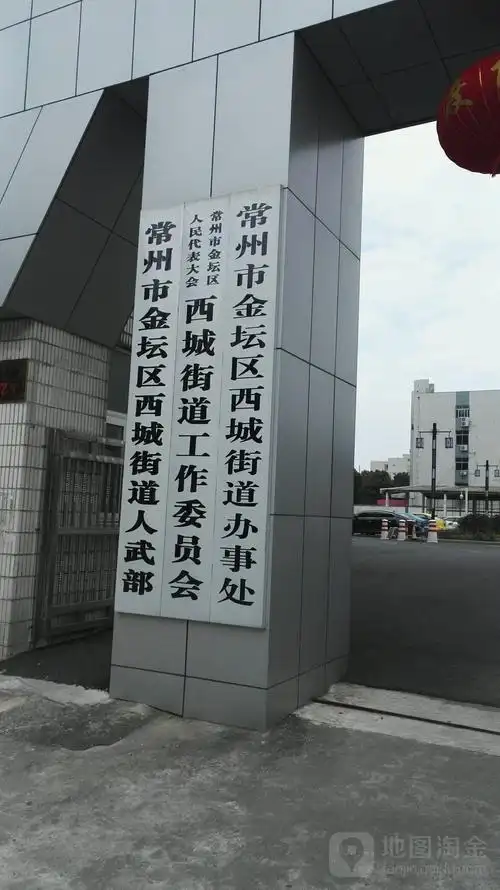 常州市金坛区西城街道办事处
常州市金坛区
人民代表大会
西城街道工作委员会
常州市金坛区西城街道人武部
地图淘金